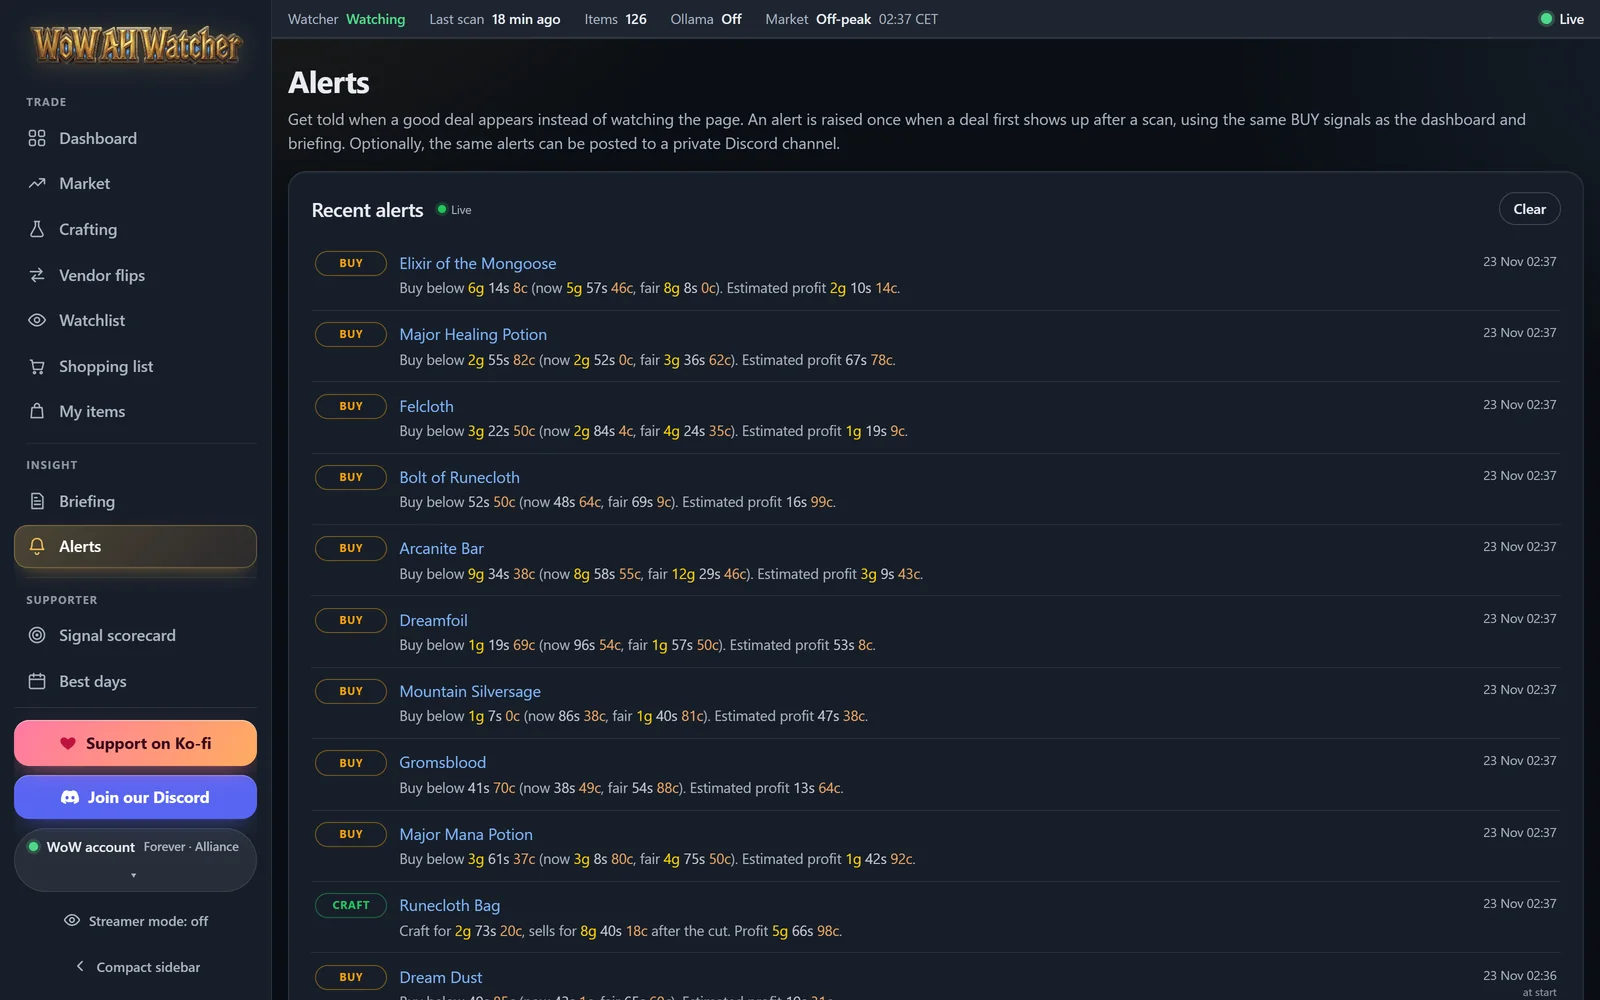 WoW AH Watcher
TRADE
Dashboard
Market
Crafting
Vendor flips
Watchlist
Shopping list
My items
INSIGHT
Briefing
Alerts
SUPPORTER
Signal scorecard
Best days
Support on Ko-fi
Join our Discord
WoW account Forever · Alliance
Streamer mode: off
Compact sidebar
Watcher Watching Last scan 18 min ago Items 126 Ollama Off Market Off-peak 02:37 CET Live
Alerts
Get told when a good deal appears instead of watching the page. An alert is raised once when a deal first shows up after a scan, using the same BUY signals as the dashboard and
briefing. Optionally, the same alerts can be posted to a private Discord channel.
Recent alerts Live Clear
BUY Elixir of the Mongoose 23 Nov 02:37
Buy below 6g 14s 8c (now 5g 57s 46c, fair 8g 8s 0c). Estimated profit 2g 10s 14c.
BUY Major Healing Potion 23 Nov 02:37
Buy below 2g 55s 82c (now 2g 52s 0c, fair 3g 36s 62c). Estimated profit 67s 78c.
BUY Felcloth 23 Nov 02:37
Buy below 3g 22s 50c (now 2g 84s 4c, fair 4g 24s 35c). Estimated profit 1g 19s 9c.
BUY Bolt of Runecloth 23 Nov 02:37
Buy below 52s 50c (now 48s 64c, fair 69s 9c). Estimated profit 16s 99c.
BUY Arcanite Bar 23 Nov 02:37
Buy below 9g 34s 38c (now 8g 58s 55c, fair 12g 29s 46c). Estimated profit 3g 9s 43c.
BUY Dreamfoil 23 Nov 02:37
Buy below 1g 19s 69c (now 96s 54c, fair 1g 57s 50c). Estimated profit 53s 8c.
BUY Mountain Silversage 23 Nov 02:37
Buy below 1g 7s 0c (now 86s 38c, fair 1g 40s 81c). Estimated profit 47s 38c.
BUY Gromsblood 23 Nov 02:37
Buy below 41s 70c (now 38s 49c, fair 54s 88c). Estimated profit 13s 64c.
BUY Major Mana Potion 23 Nov 02:37
Buy below 3g 61s 37c (now 3g 8s 80c, fair 4g 75s 50c). Estimated profit 1g 42s 92c.
CRAFT Runecloth Bag 23 Nov 02:37
Craft for 2g 73s 20c, sells for 8g 40s 18c after the cut. Profit 5g 66s 98c.
BUY Dream Dust 23 Nov 02:36
at start